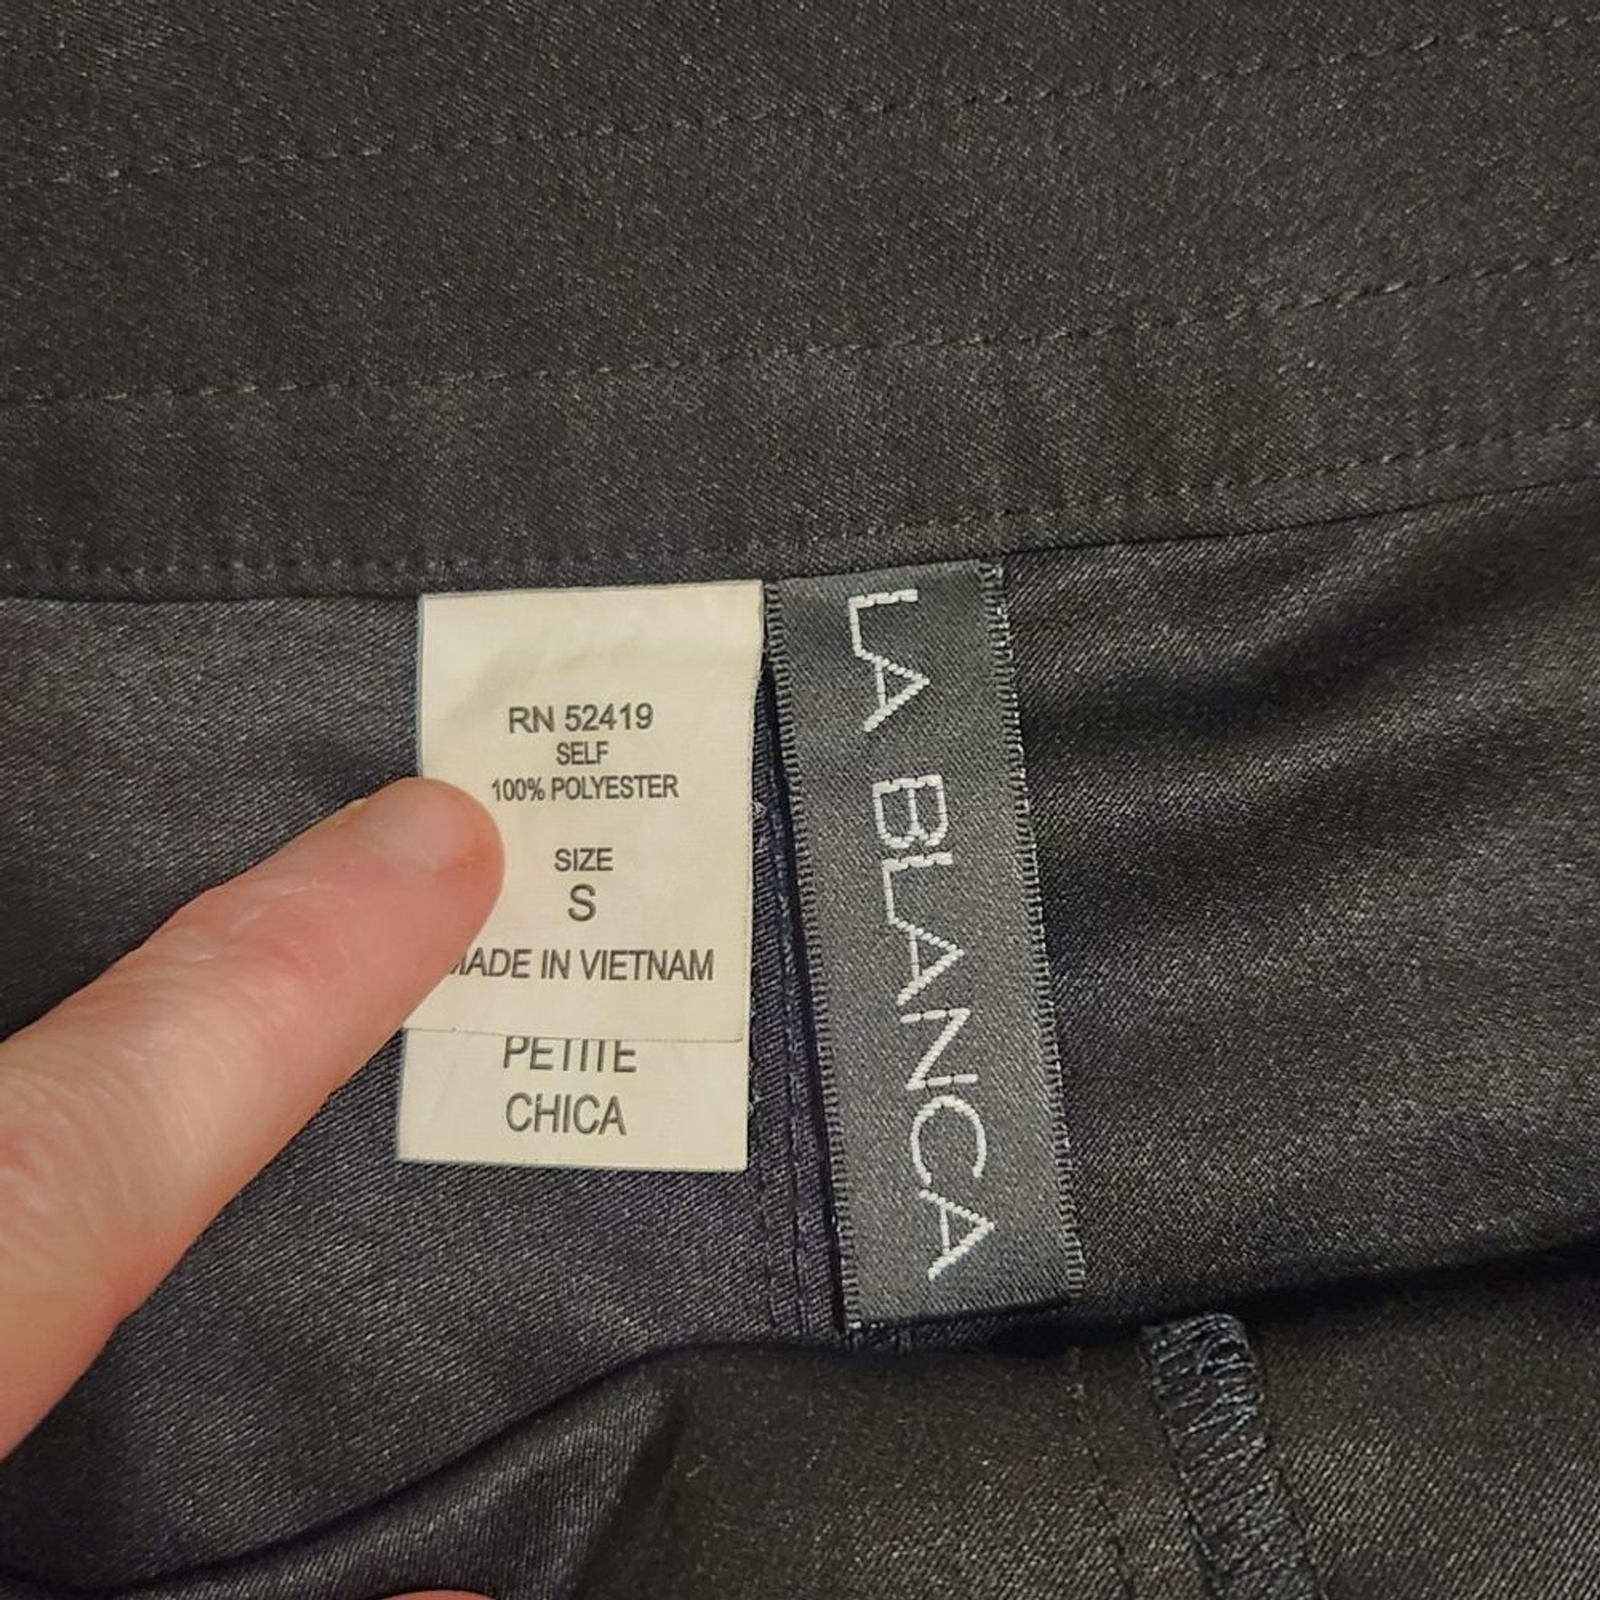 RN 52419
SELF
100% POLYESTER
SIZE
S
MADE IN VIETNAM
PETITE
CHICA
LA BLANCA